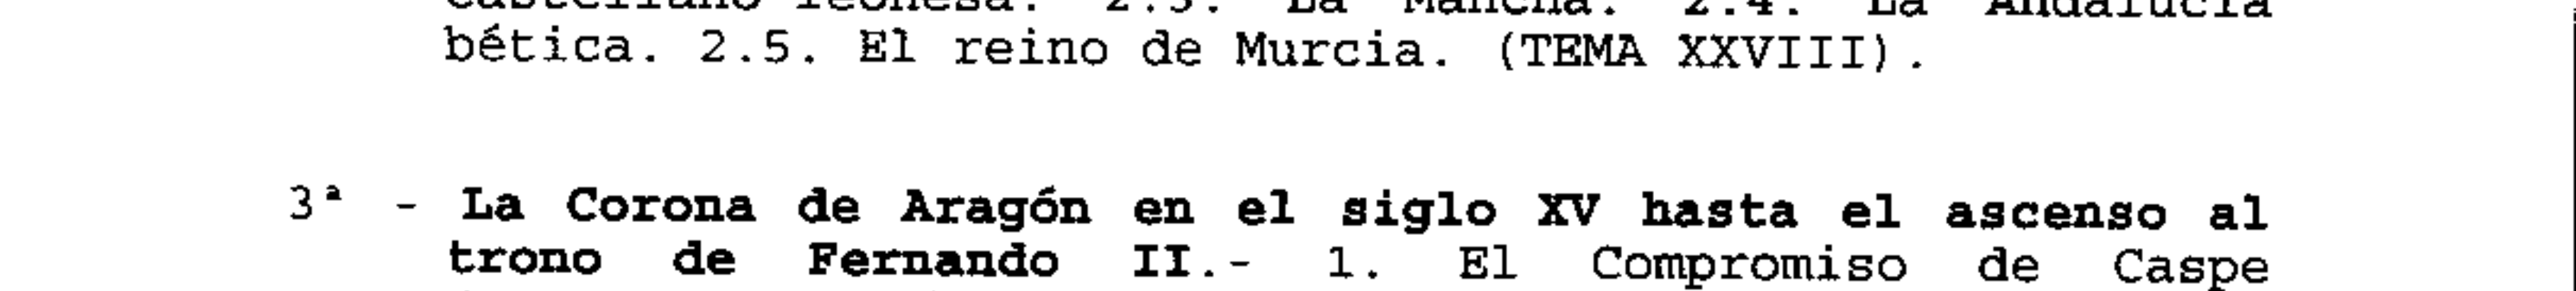 castellano leonesa. 2.3. La Mancha. 2.4. La Andalucía
bética. 2.5. El reino de Murcia. (TEMA XXVIII).
3ª - La Corona de Aragón en el siglo XV hasta el ascenso al
trono de Fernando II.- 1. El Compromiso de Caspe